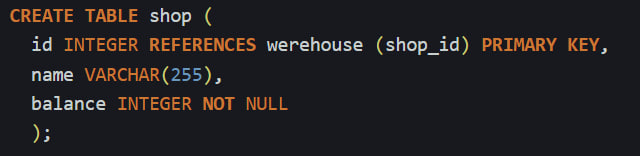 CREATE TABLE shop (
id INTEGER REFERENCES werehouse (shop_id) PRIMARY KEY,
name VARCHAR(255),
balance INTEGER NOT NULL
);